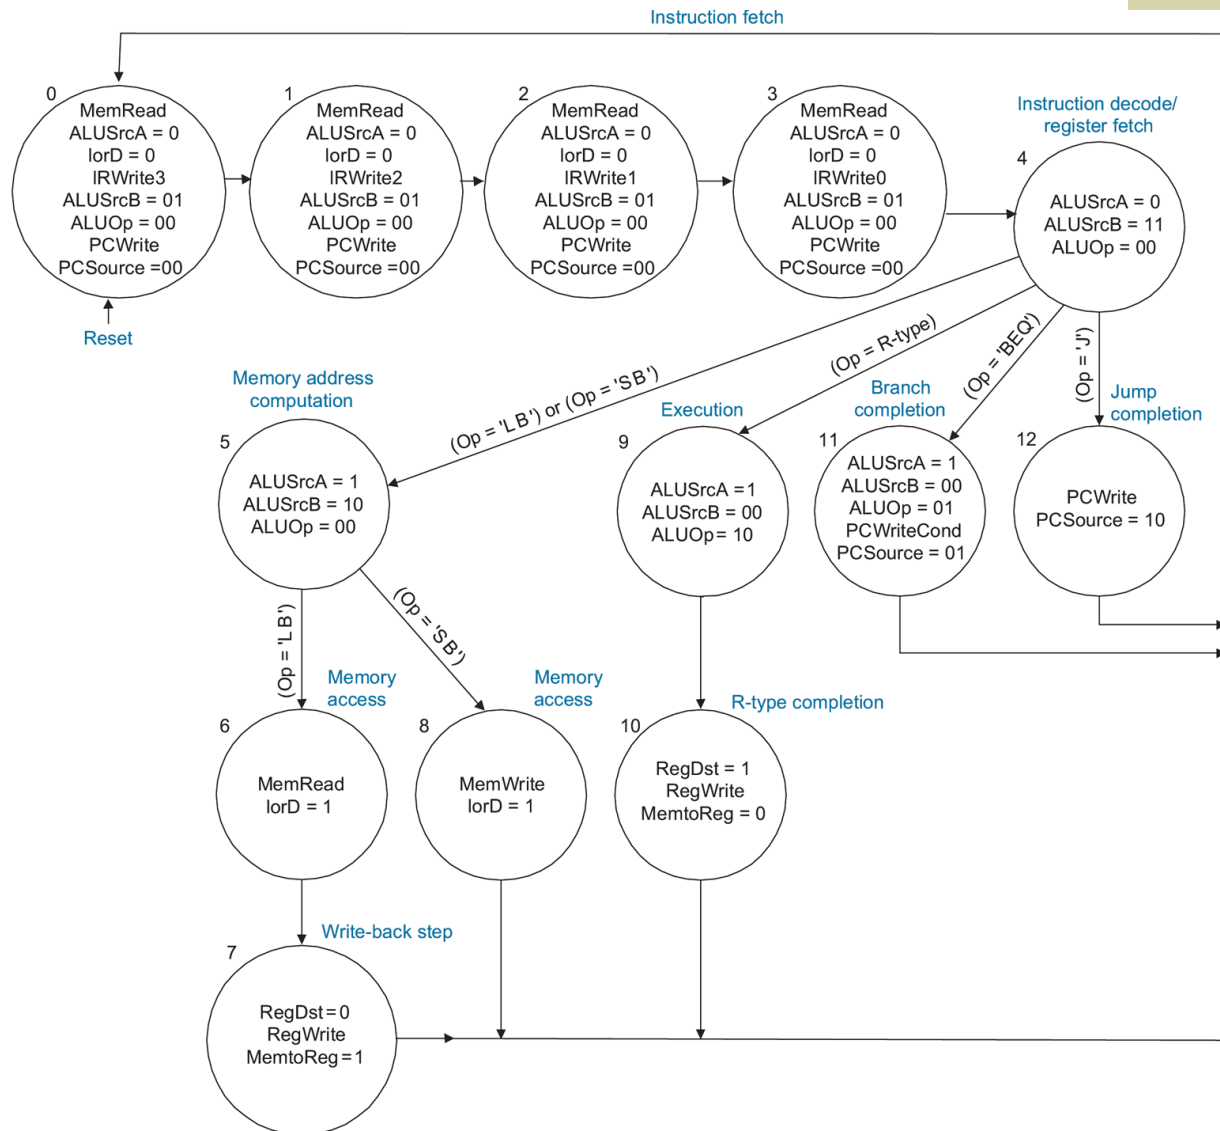 Instruction fetch
0
MemRead
ALUSrcA = 0
IorD = 0
IRWrite3
ALUSrcB = 01
ALUOp = 00
PCWrite
PCSource =00
1
MemRead
ALUSrcA = 0
IorD = 0
IRWrite2
ALUSrcB = 01
ALUOp = 00
PCWrite
PCSource =00
2
MemRead
ALUSrcA = 0
IorD = 0
IRWrite1
ALUSrcB = 01
ALUOp = 00
PCWrite
PCSource =00
3
MemRead
ALUSrcA = 0
IorD = 0
IRWrite0
ALUSrcB = 01
ALUOp = 00
PCWrite
PCSource =00
Instruction decode/
register fetch
4
ALUSrcA = 0
ALUSrcB = 11
ALUOp = 00
Reset
(Op = 'LB') or (Op = 'SB')
(Op = R-type)
(Op = 'BEQ')
(Op = 'J')
Memory address
computation
5
ALUSrcA = 1
ALUSrcB = 10
ALUOp = 00
Execution
9
ALUSrcA =1
ALUSrcB = 00
ALUOp= 10
Branch
completion
11
ALUSrcA = 1
ALUSrcB = 00
ALUOp = 01
PCWriteCond
PCSource = 01
Jump
completion
12
PCWrite
PCSource = 10
(Op = 'LB')
(Op = 'SB')
Memory
access
6
MemRead
IorD = 1
Memory
access
8
MemWrite
IorD = 1
R-type completion
10
RegDst = 1
RegWrite
MemtoReg = 0
Write-back step
7
RegDst=0
RegWrite
MemtoReg=1